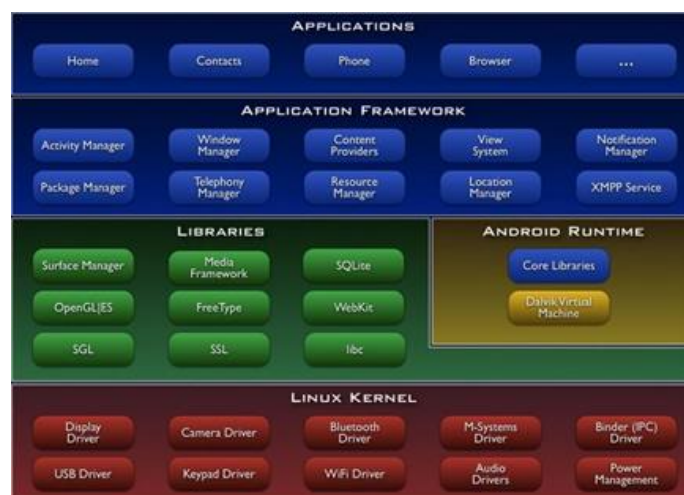 APPLICATIONS
Home Contacts Phone Browser ...
APPLICATION FRAMEWORK
Activity Manager
Window
Manager
Content
Providers
View
System
Notification
Manager
Package Manager
Telephony
Manager
Resource
Manager
Location
Manager
XMPP Service
LIBRARIES
Surface Manager
Media
Framework
SQLite
OpenGL|ES
FreeType
WebKit
SGL
SSL
libc
ANDROID RUNTIME
Core Libraries
Dalvik Virtual
Machine
LINUX KERNEL
Display
Driver
Camera Driver
Bluetooth
Driver
M-Systems
Driver
Binder (IPC)
Driver
USB Driver
Keypad Driver
WiFi Driver
Audio
Drivers
Power
Management